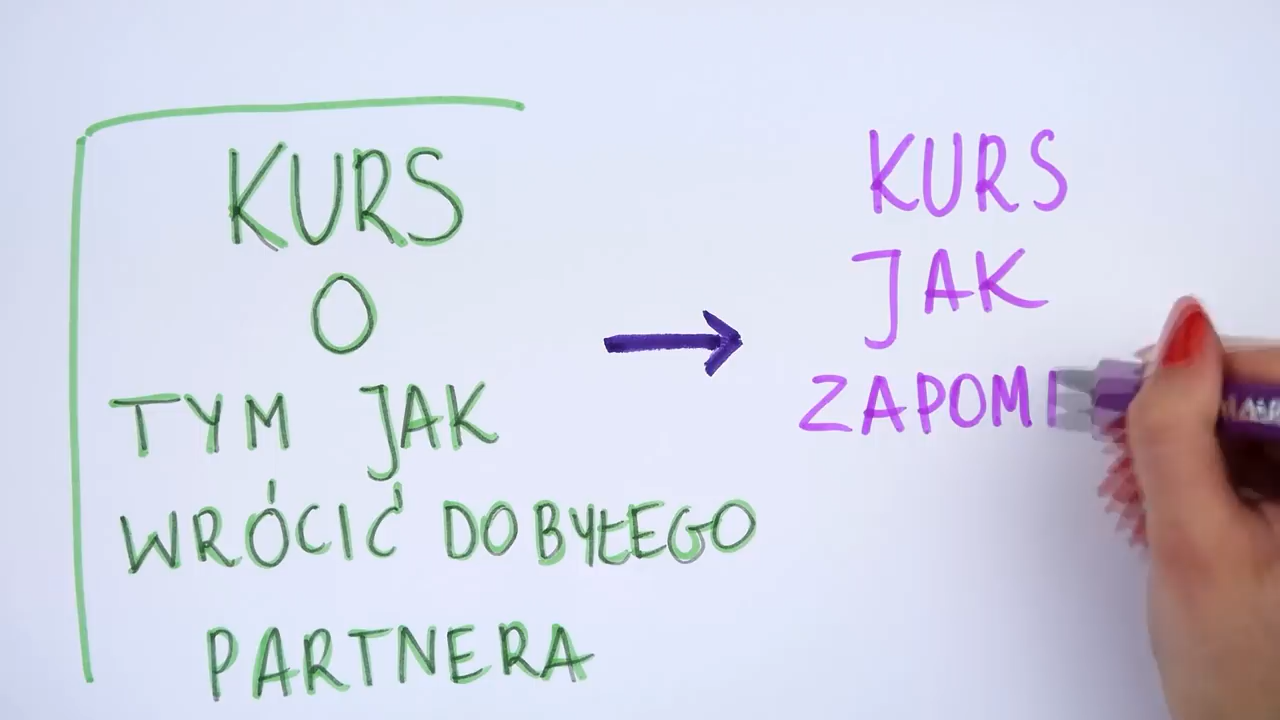 KURS
O
TYM JAK
WRÓCIĆ DO BYŁEGO
PARTNERA
KURS
JAK
ZAPOMI